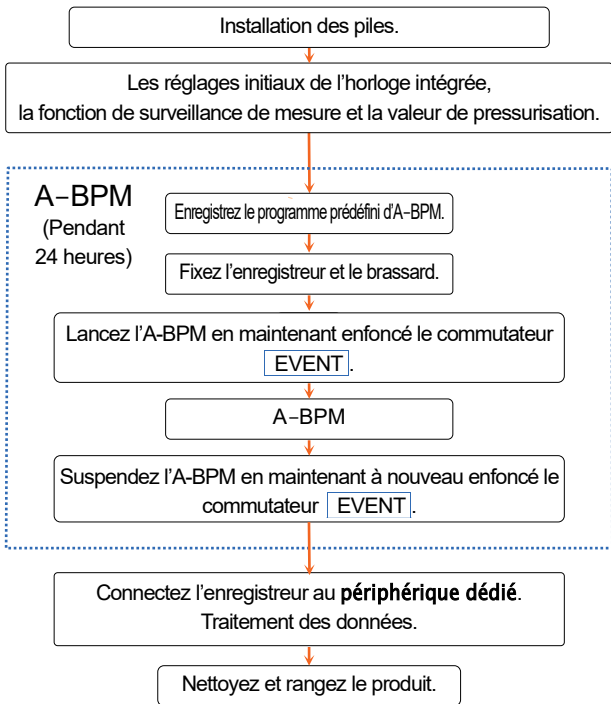 Installation des piles.
Les réglages initiaux de l’horloge intégrée,
la fonction de surveillance de mesure et la valeur de pressurisation.
A–BPM
(Pendant
24 heures)
Enregistrez le programme prédéfini d’A–BPM.
Fixez l’enregistreur et le brassard.
Lancez l’A-BPM en maintenant enfoncé le commutateur
EVENT.
A–BPM
Suspendez l’A-BPM en maintenant à nouveau enfoncé le
commutateur EVENT.
Connectez l’enregistreur au périphérique dédié.
Traitement des données.
Nettoyez et rangez le produit.